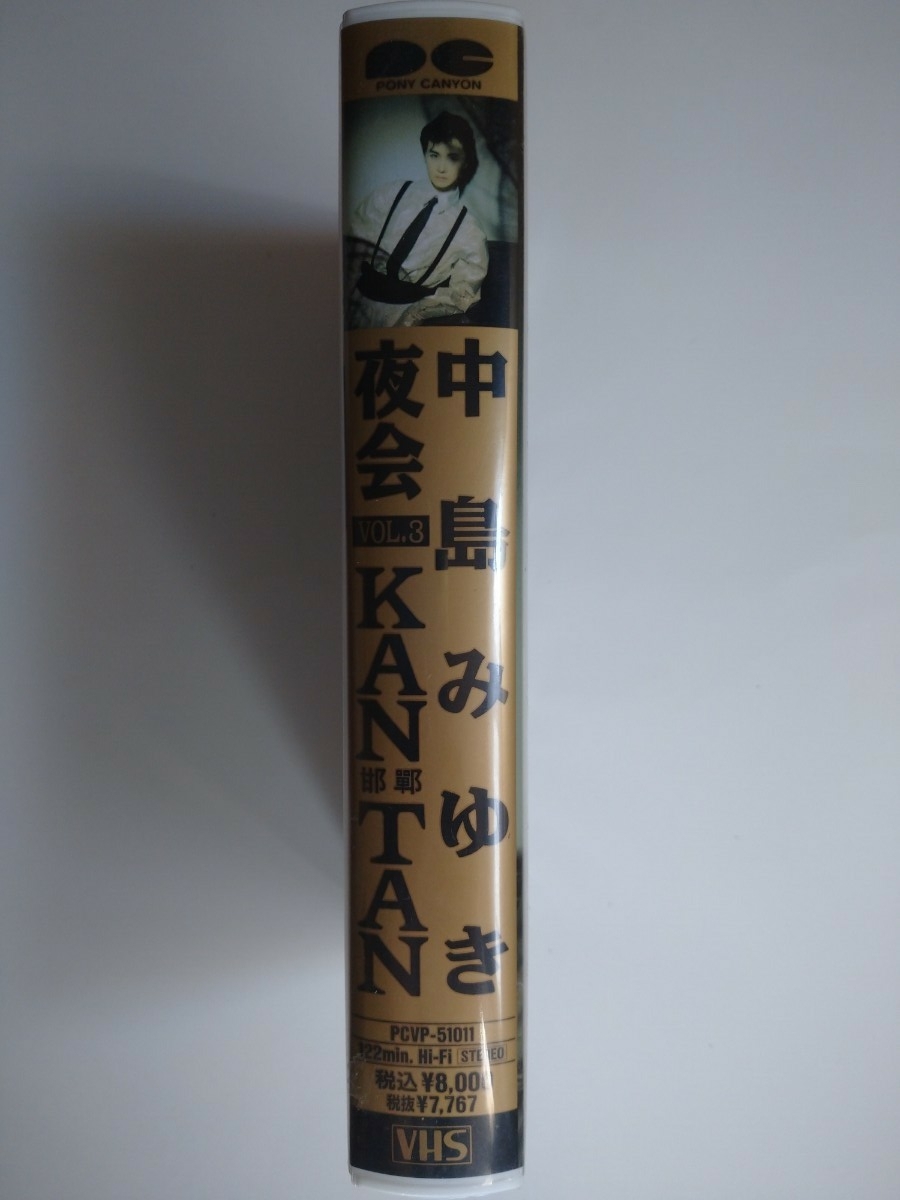 PONY CANYON
中島みゆき
夜会
VOL.3
KAN
邯鄲
TAN
PCVP-51011
122min. Hi-Fi STEREO
税込¥8,000
税抜¥7,767
VHS